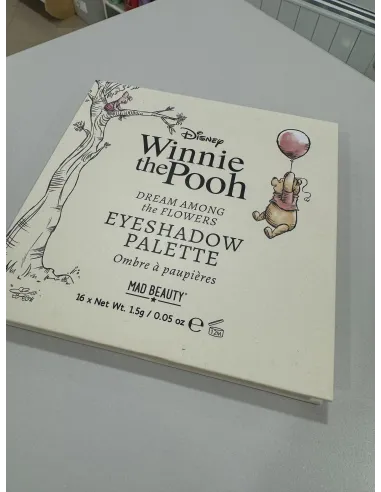 Disney
Winnie
the Pooh
DREAM AMONG
the FLOWERS
EYESHADOW
PALETTE
Ombre à paupières
MAD BEAUTY
16 x Net Wt. 1.5g / 0.05 oz ℮ 12M